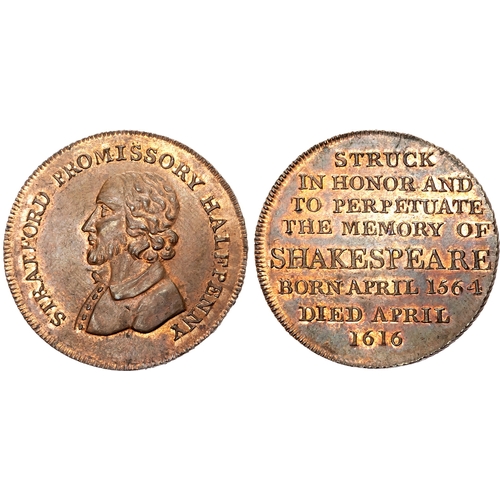 STRATFORD PROMISSORY HALFPENNY
STRUCK
IN HONOR AND
TO PERPETUATE
THE MEMORY OF
SHAKESPEARE
BORN APRIL 1564
DIED APRIL
1616